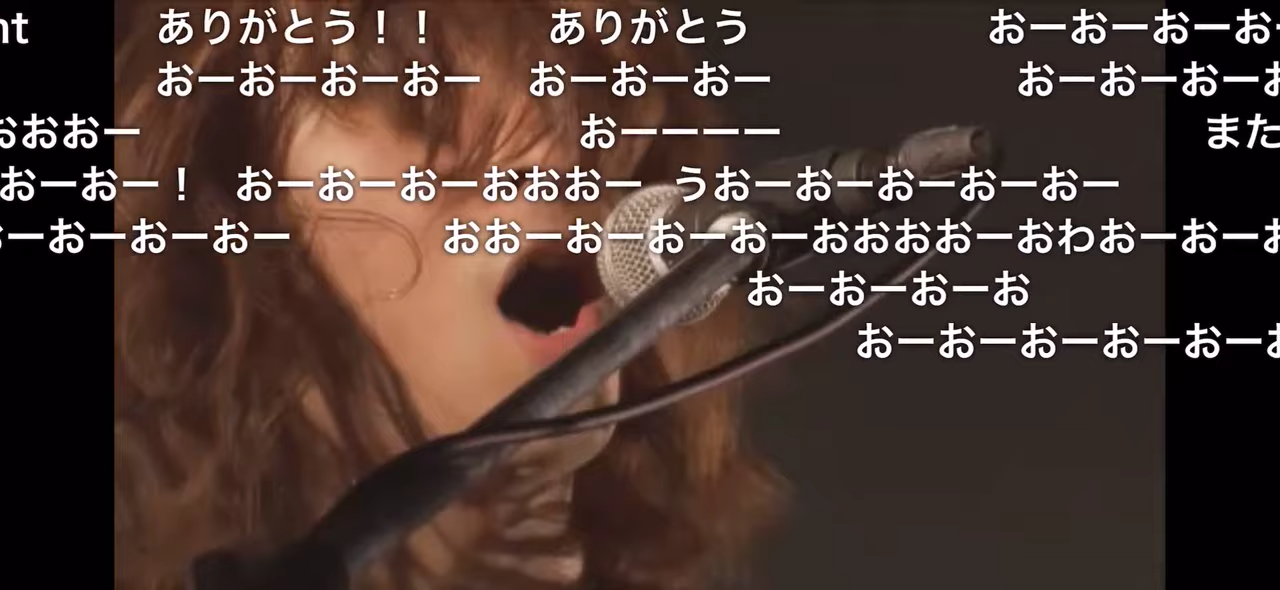 nt ありがとう！！ ありがとう おーおーおーお
おーおーおーおー おーおーおー おーおーおー
おおおー おーーーー また
おーおー！ おーおーおーおおおー うおーおーおーおーおー
ーおーおーおー おおーおーおーおーおおおおーおわおーおー
おーおーおーお
おーおーおーおーおー